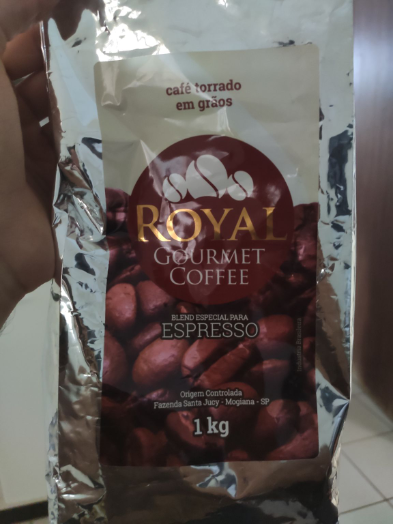 café torrado
em grãos
ROYAL
GOURMET
COFFEE
BLEND ESPECIAL PARA
ESPRESSO
Origem Controlada
Fazenda Santa Jucy - Mogiana - SP
1 kg